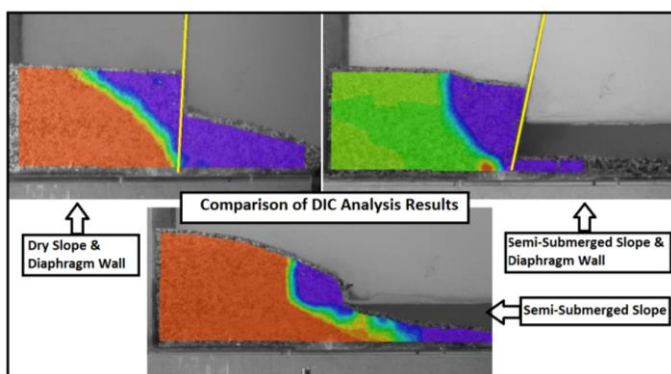 Comparison of DIC Analysis Results
Dry Slope &
Diaphragm Wall
Semi-Submerged Slope &
Diaphragm Wall
Semi-Submerged Slope